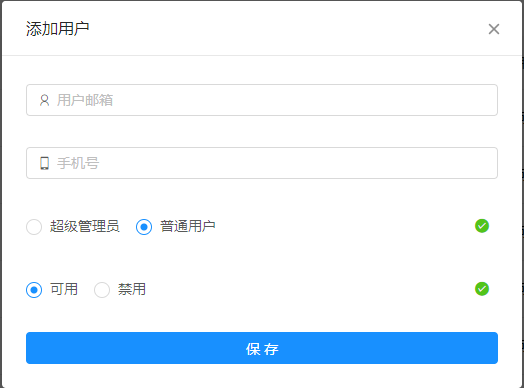 添加用户
用户邮箱
手机号
超级管理员 普通用户
可用 禁用
保 存